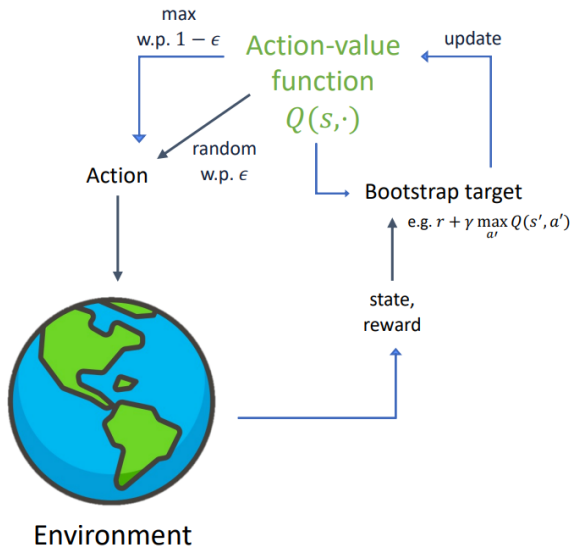 max
w.p. 1 − ϵ
Action-value
function
Q(s,·)
update
random
w.p. ϵ
Action
Bootstrap target
e.g. r + γ max Q(s′, a′)
a′
state,
reward
Environment